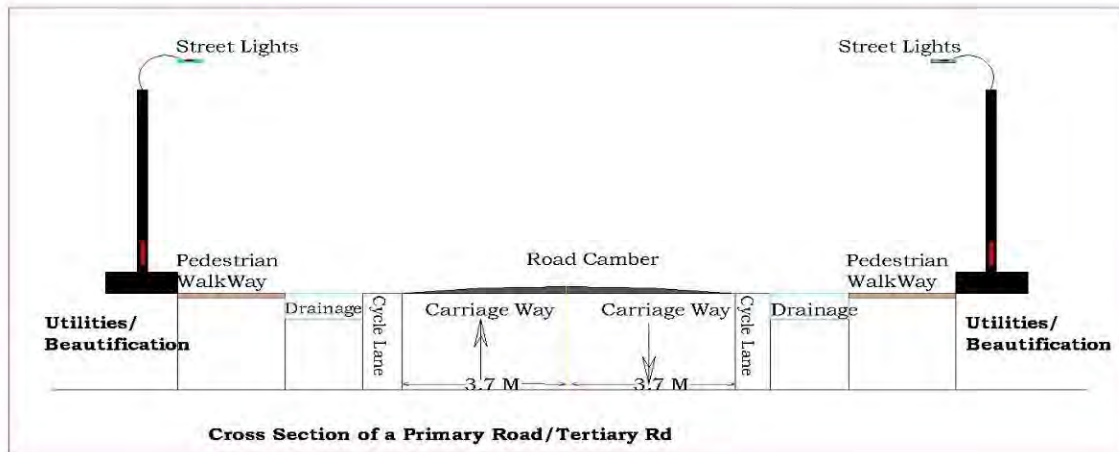 Street Lights
Street Lights
Pedestrian
WalkWay
Road Camber
Pedestrian
WalkWay
Utilities/
Beautification
Drainage
Cycle Lane
Carriage Way
Carriage Way
Cycle Lane
Drainage
Utilities/
Beautification
3.7 M
3.7 M
Cross Section of a Primary Road/Tertiary Rd